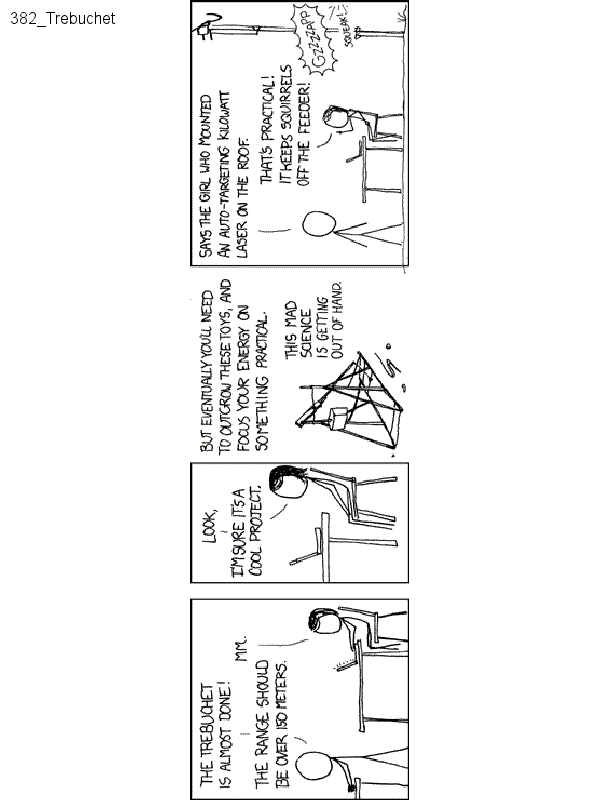 382_Trebuchet
THE TREBUCHET
IS ALMOST DONE!
MM.
THE RANGE SHOULD
BE OVER 150 METERS.
LOOK,
I'M SURE IT'S A
COOL PROJECT,
BUT EVENTUALLY YOU'LL NEED
TO OUTGROW THESE TOYS, AND
FOCUS YOUR ENERGY ON
SOMETHING PRACTICAL.
THIS MAD
SCIENCE
IS GETTING
OUT OF HAND.
SAYS THE GIRL WHO MOUNTED
AN AUTO-TARGETING KILOWATT
LASER ON THE ROOF.
THAT'S PRACTICAL!
IT KEEPS SQUIRRELS
OFF THE FEEDER!
GZZZZAPP
SQUEAK!